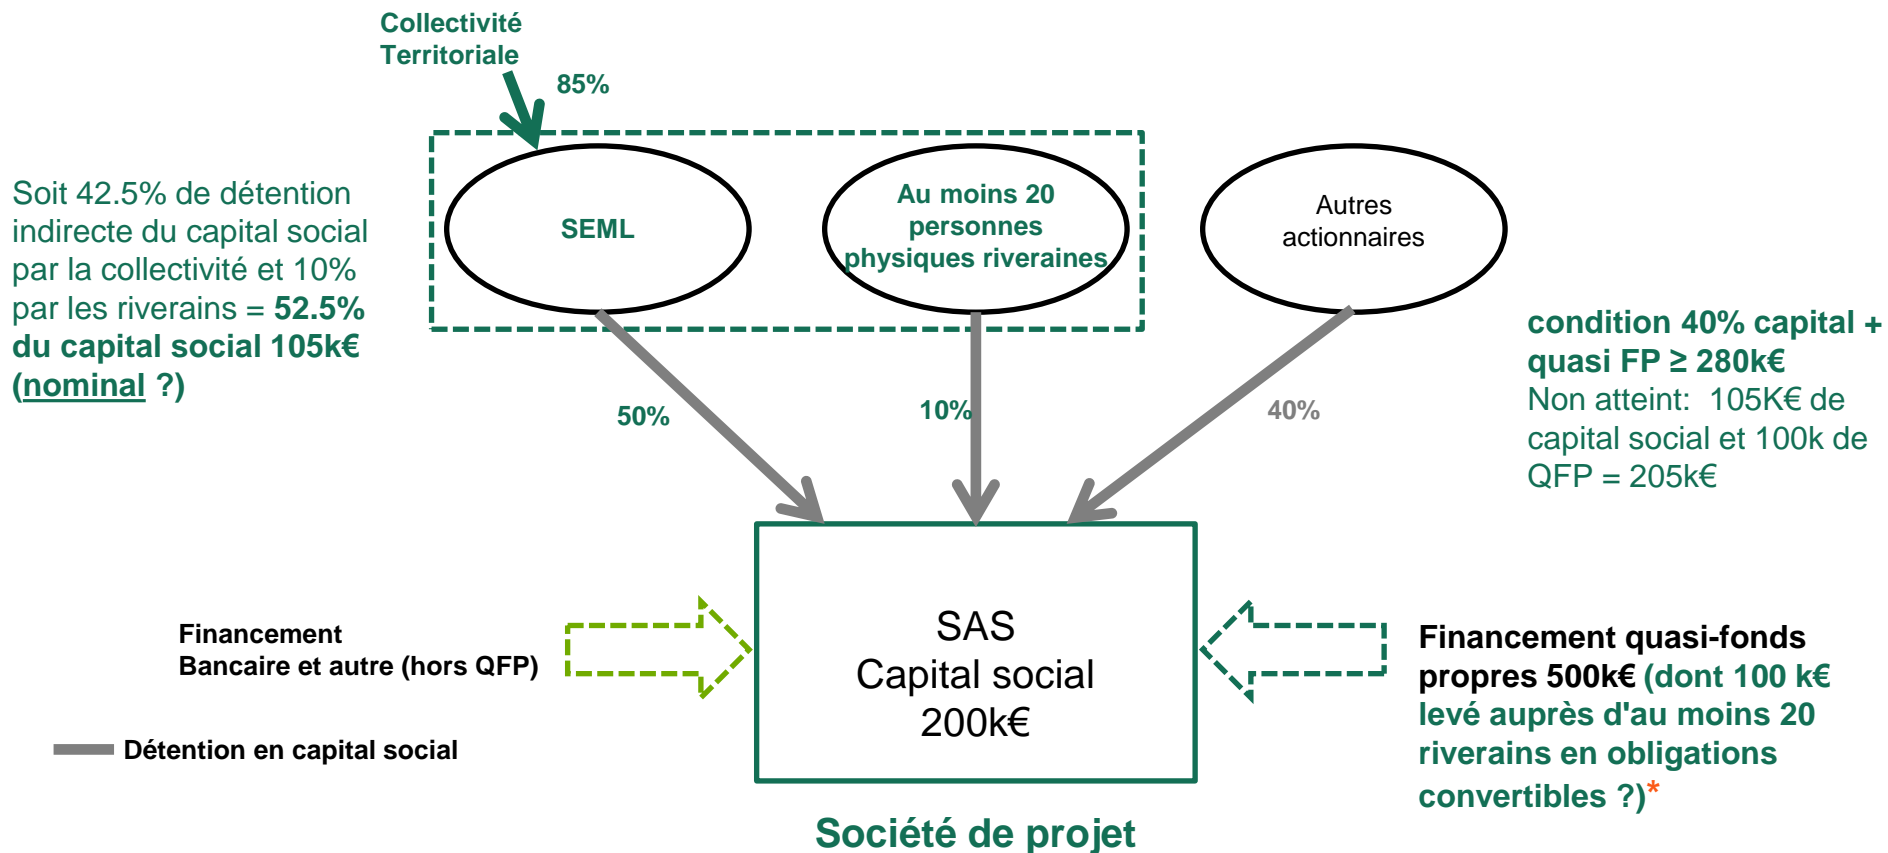 Collectivité
Territoriale
85%
Soit 42.5% de détention
indirecte du capital social
par la collectivité et 10%
par les riverains = 52.5%
du capital social 105k€
(nominal ?)
SEML
Au moins 20
personnes
physiques riveraines
Autres
actionnaires
condition 40% capital +
quasi FP ≥ 280k€
Non atteint: 105K€ de
capital social et 100k de
QFP = 205k€
50%
10%
40%
Financement
Bancaire et autre (hors QFP)
SAS
Capital social
200k€
Financement quasi-fonds
propres 500k€ (dont 100 k€
levé auprès d'au moins 20
riverains en obligations
convertibles ?)*
Détention en capital social
Société de projet